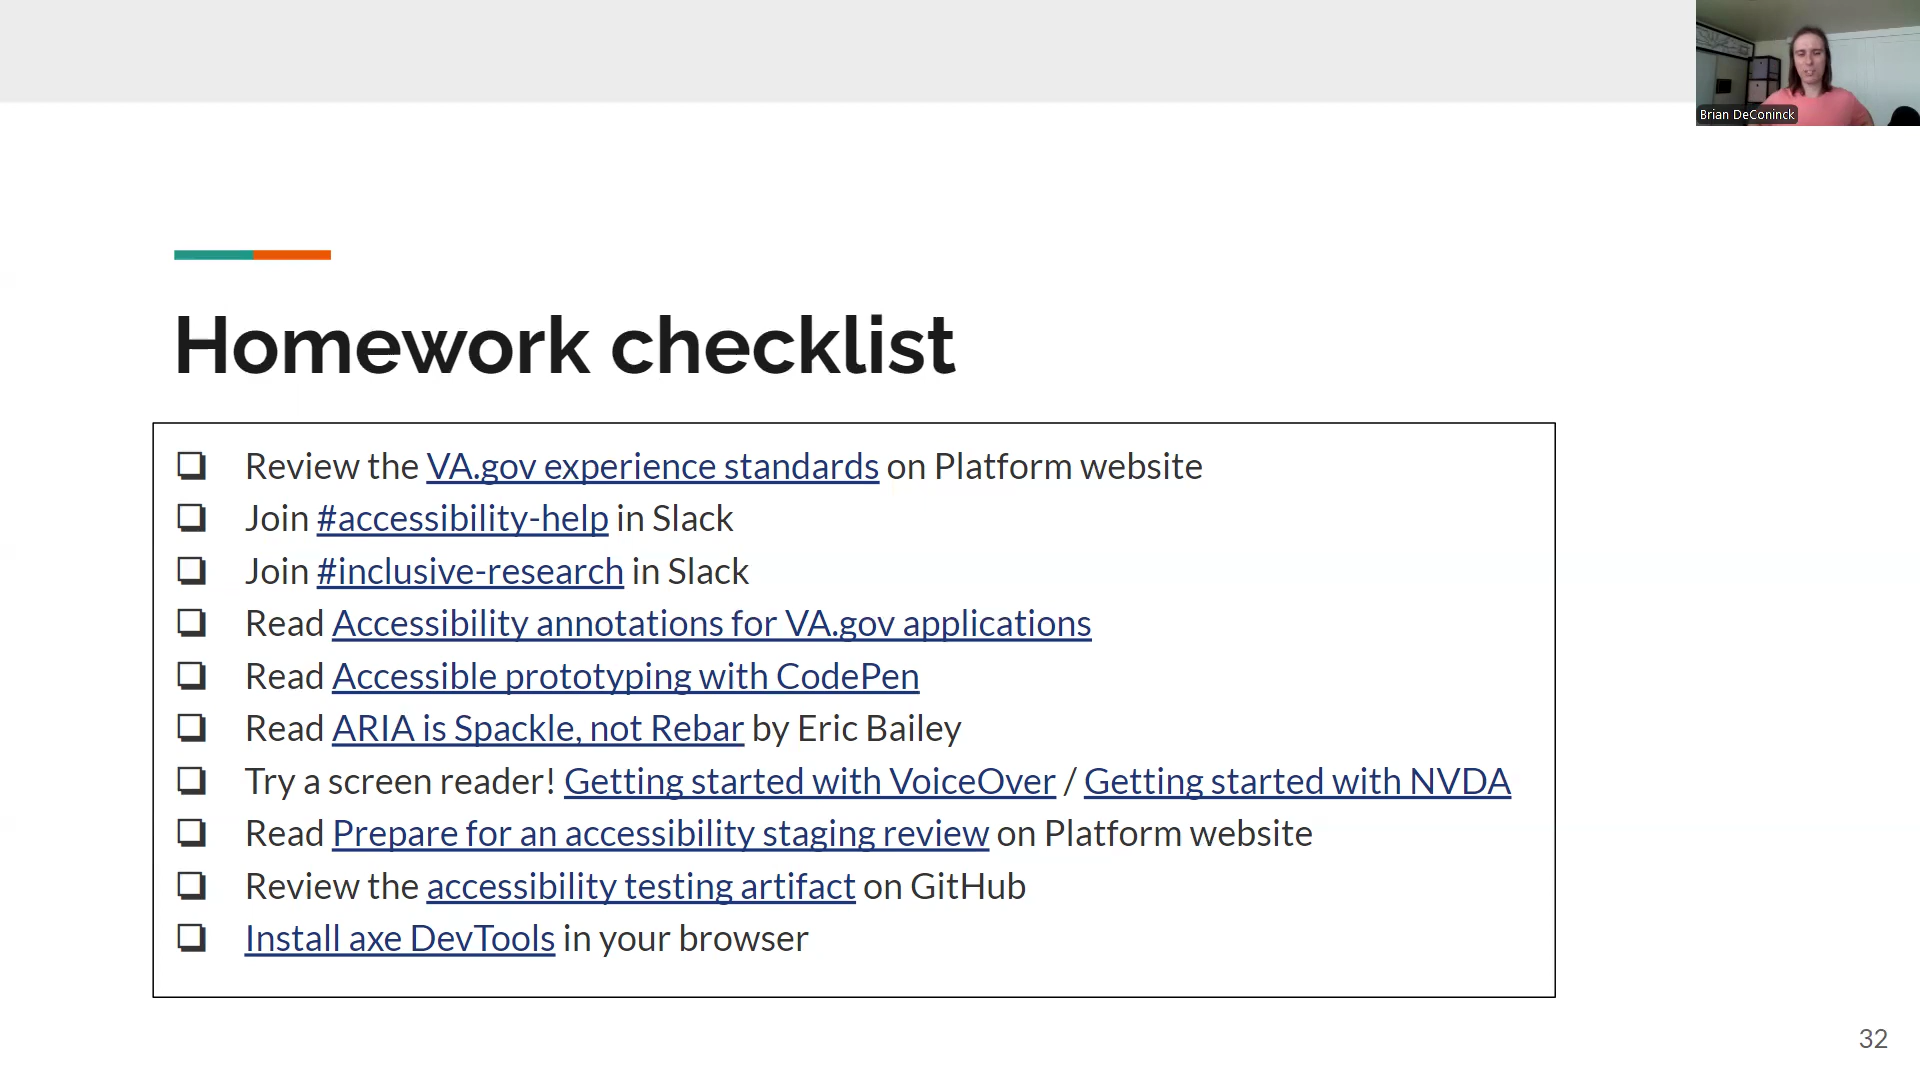 Brian DeConinck
Homework checklist
❏ Review the VA.gov experience standards on Platform website
❏ Join #accessibility-help in Slack
❏ Join #inclusive-research in Slack
❏ Read Accessibility annotations for VA.gov applications
❏ Read Accessible prototyping with CodePen
❏ Read ARIA is Spackle, not Rebar by Eric Bailey
❏ Try a screen reader! Getting started with VoiceOver / Getting started with NVDA
❏ Read Prepare for an accessibility staging review on Platform website
❏ Review the accessibility testing artifact on GitHub
❏ Install axe DevTools in your browser
32